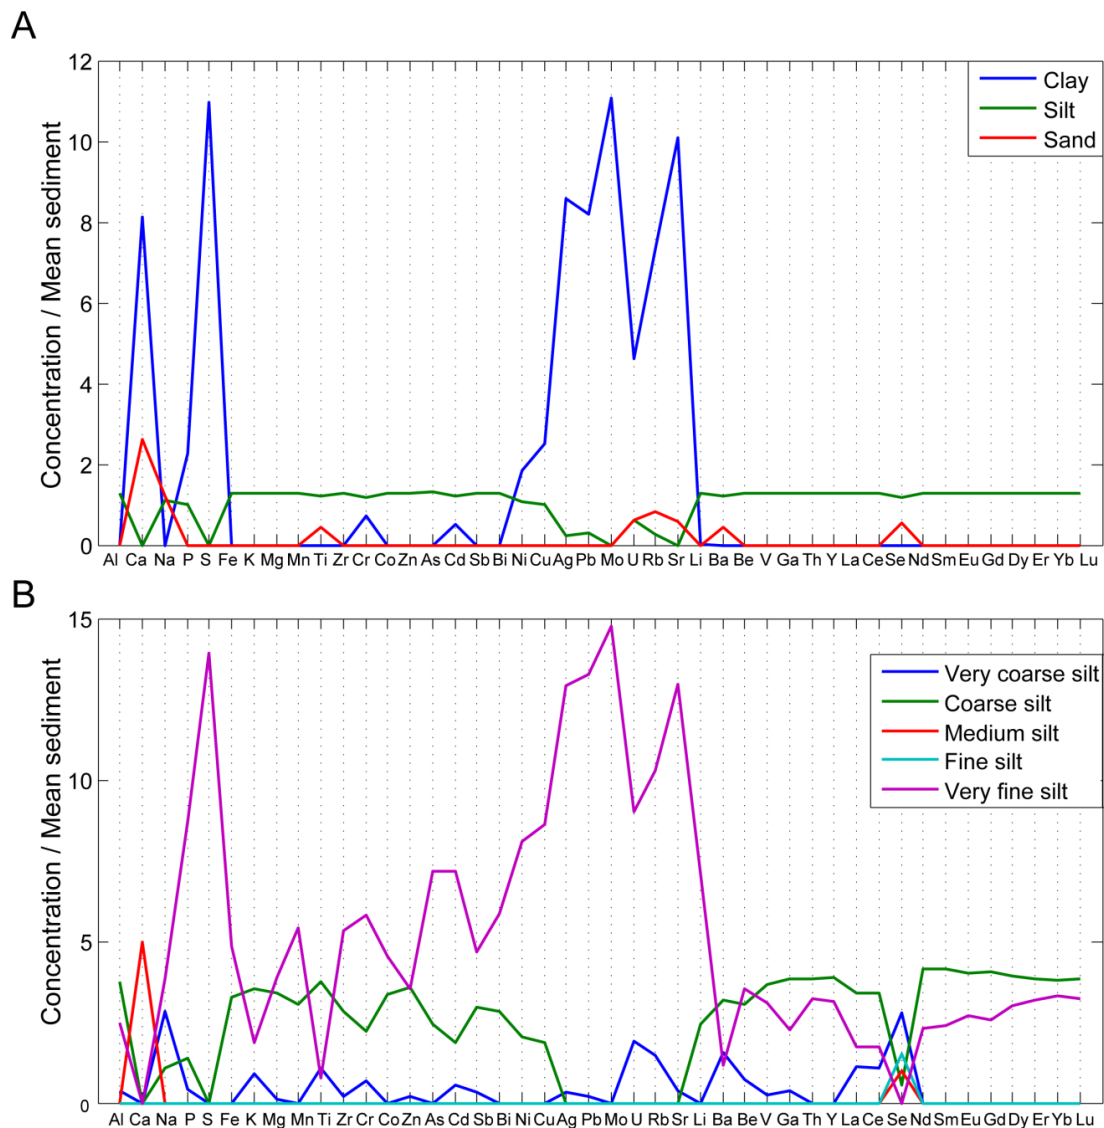 A
Concentration / Mean sediment
12
10
8
6
4
2
0
Clay
Silt
Sand
Al Ca Na P S Fe K Mg Mn Ti Zr Cr Co Zn As Cd Sb Bi Ni Cu Ag Pb Mo U Rb Sr Li Ba Be V Ga Th Y La Ce Se Nd Sm Eu Gd Dy Er Yb Lu
B
Concentration / Mean sediment
15
10
5
0
Very coarse silt
Coarse silt
Medium silt
Fine silt
Very fine silt
Al Ca Na P S Fe K Mg Mn Ti Zr Cr Co Zn As Cd Sb Bi Ni Cu Ag Pb Mo U Rb Sr Li Ba Be V Ga Th Y La Ce Se Nd Sm Eu Gd Dy Er Yb Lu